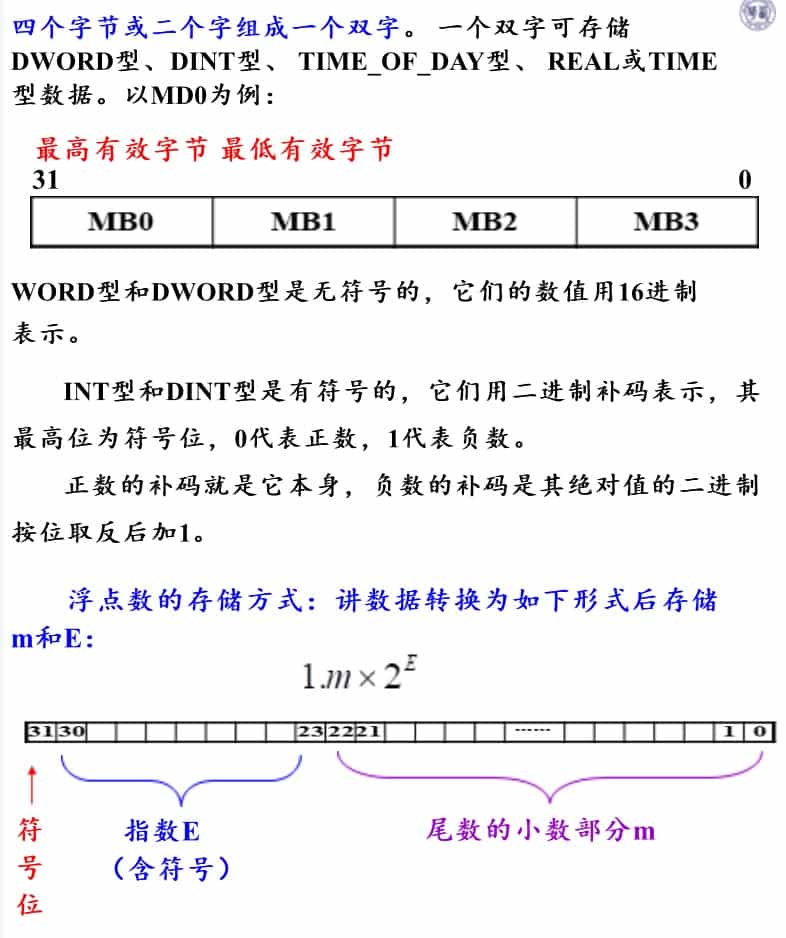 四个字节或二个字组成一个双字。一个双字可存储
DWORD型、DINT型、 TIME_OF_DAY型、 REAL或TIME
型数据。以MD0为例：
最高有效字节 最低有效字节
31 0
MB0 MB1 MB2 MB3
WORD型和DWORD型是无符号的，它们的数值用16进制
表示。
INT型和DINT型是有符号的，它们用二进制补码表示，其
最高位为符号位，0代表正数，1代表负数。
正数的补码就是它本身，负数的补码是其绝对值的二进制
按位取反后加1。
浮点数的存储方式：讲数据转换为如下形式后存储
m和E：
1.m×2^E
31 30 23 22 21 ...... 1 0
符号位
指数E
（含符号）
尾数的小数部分m